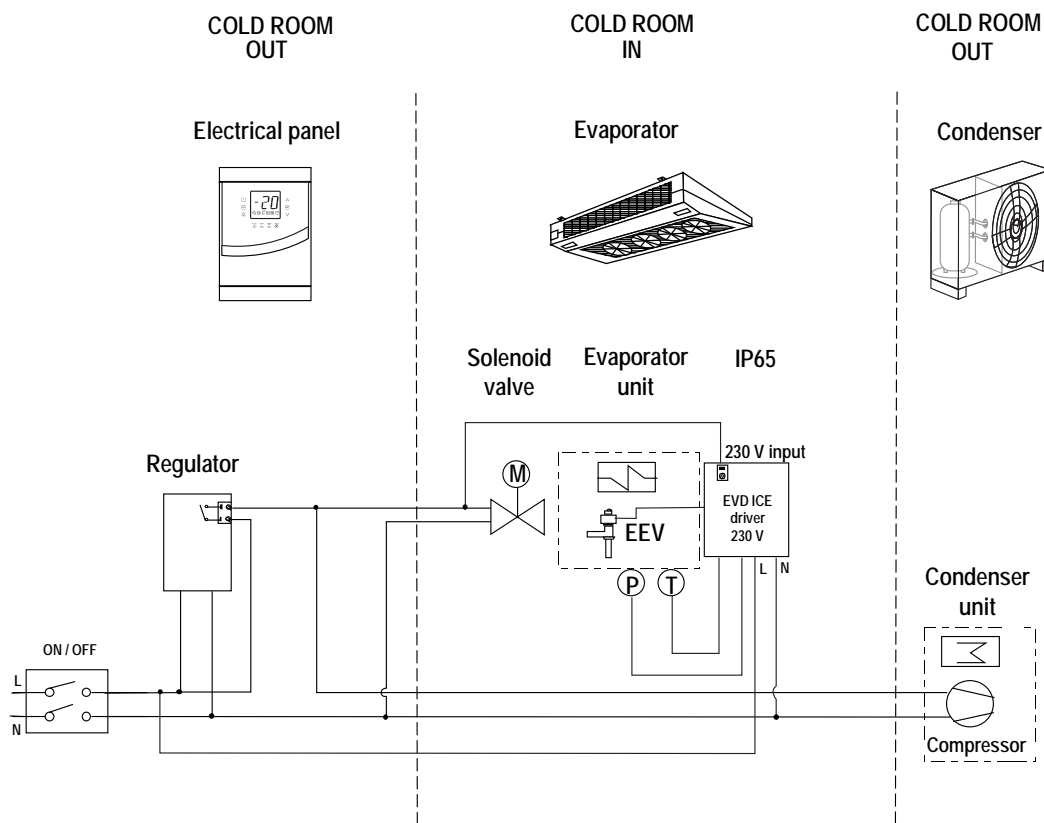 COLD ROOM
OUT
COLD ROOM
IN
COLD ROOM
OUT
Electrical panel
Evaporator
Condenser
-20
Solenoid
valve
Evaporator
unit
IP65
Regulator
M
230 V input
EVD ICE
driver
230 V
EEV
P
T
L
N
Condenser
unit
ON / OFF
L
N
Compressor